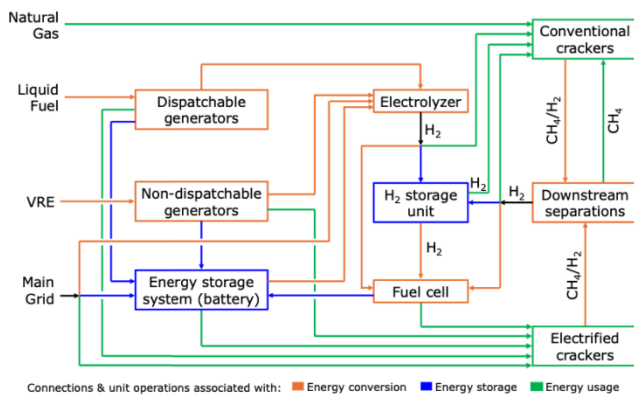 Natural
Gas
Conventional
crackers
Liquid
Fuel
Dispatchable
generators
Electrolyzer
H2
CH4/H2
CH4
VRE
Non-dispatchable
generators
H2 storage
unit
H2
H2
Downstream
separations
H2
CH4/H2
Main
Grid
Energy storage
system (battery)
Fuel cell
Electrified
crackers
Connections & unit operations associated with: Energy conversion Energy storage Energy usage